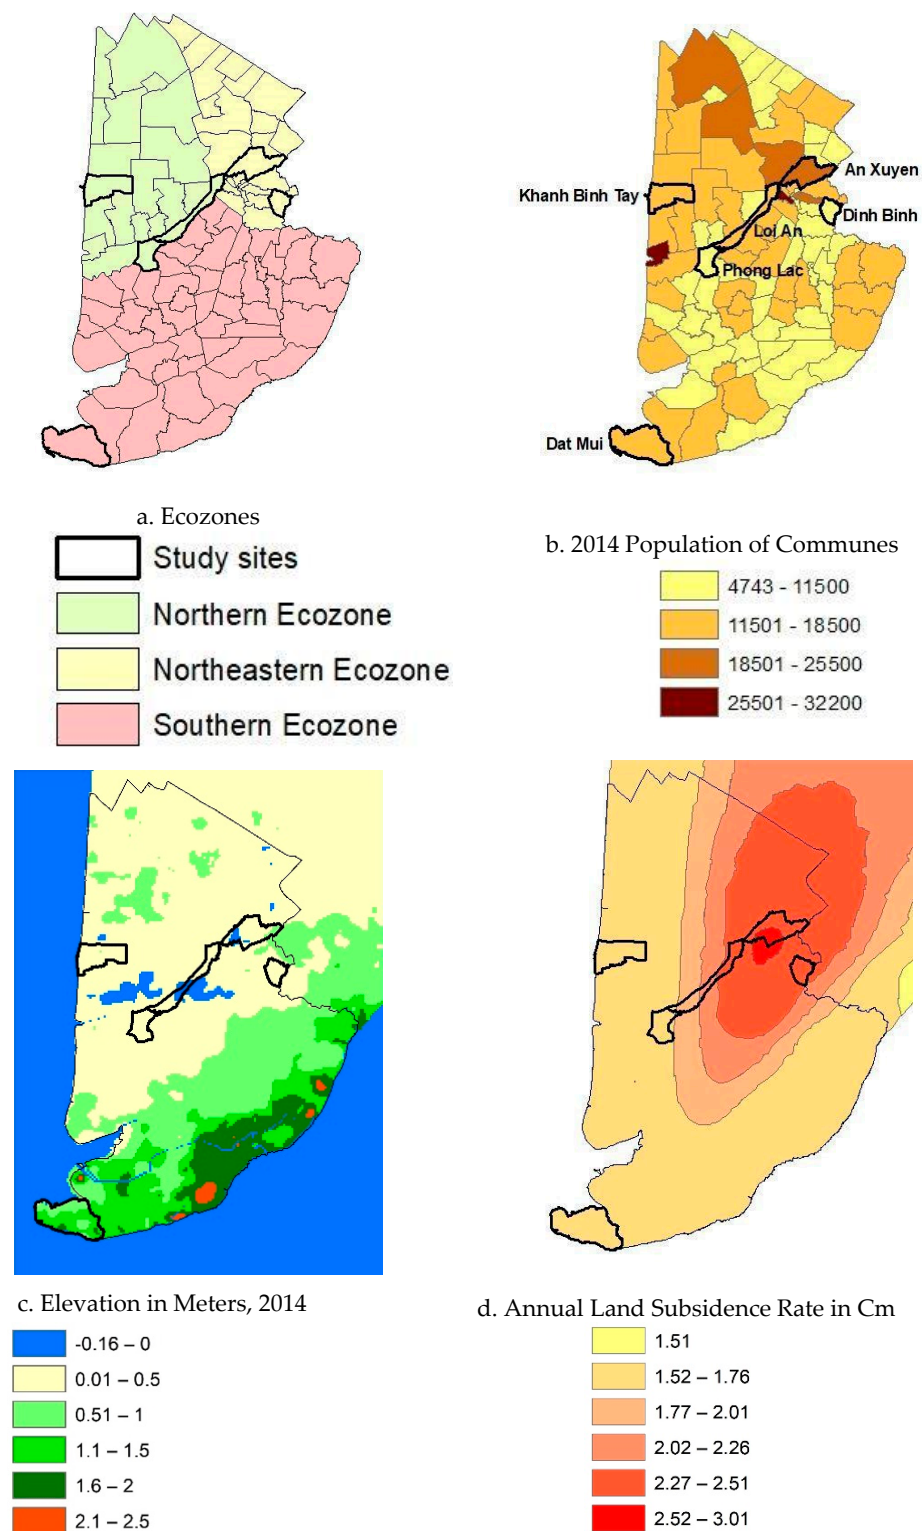 An Xuyen
Khanh Binh Tay
Dinh Binh
Loi An
Phong Lac
Dat Mui
a. Ecozones
Study sites
Northern Ecozone
Northeastern Ecozone
Southern Ecozone
b. 2014 Population of Communes
4743 - 11500
11501 - 18500
18501 - 25500
25501 - 32200
c. Elevation in Meters, 2014
-0.16 – 0
0.01 – 0.5
0.51 – 1
1.1 – 1.5
1.6 – 2
2.1 – 2.5
d. Annual Land Subsidence Rate in Cm
1.51
1.52 – 1.76
1.77 – 2.01
2.02 – 2.26
2.27 – 2.51
2.52 – 3.01